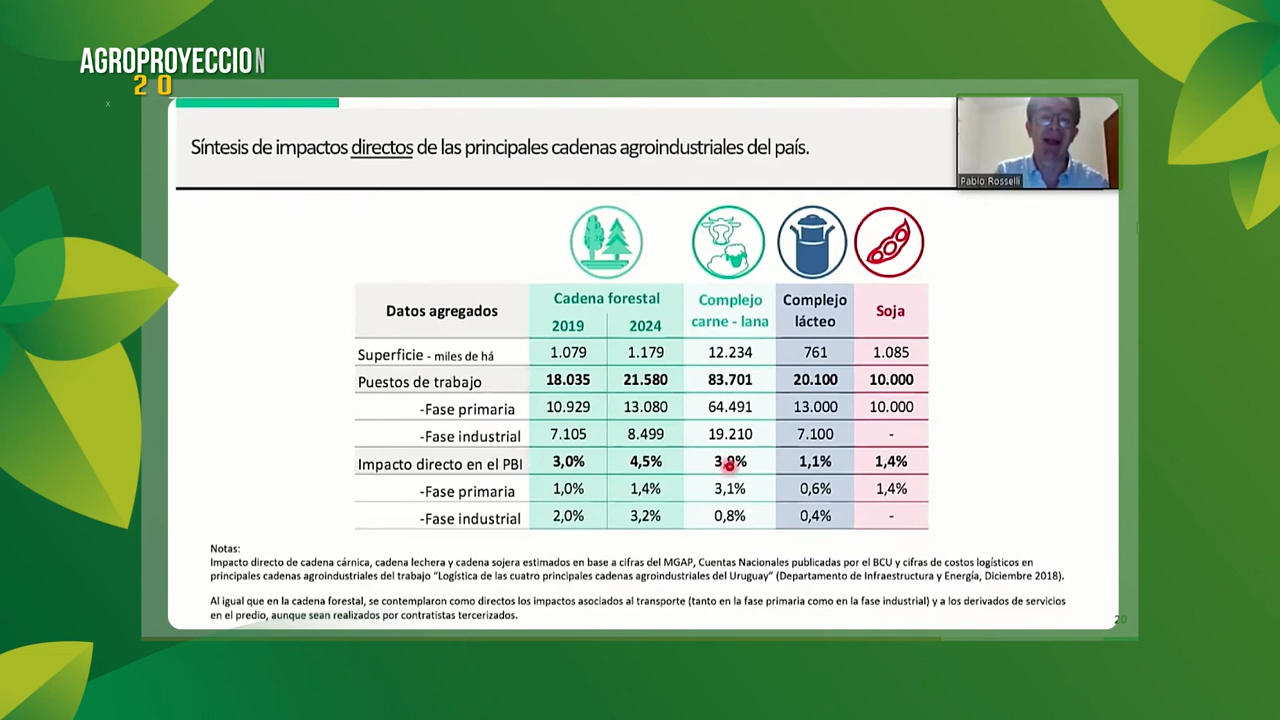 AGROPROYECCION
20
x
Síntesis de impactos directos de las principales cadenas agroindustriales del país.
Pablo Rosselli
Datos agregados
Cadena forestal
2019 2024
Complejo
carne - lana
Complejo
lácteo
Soja
Superficie - miles de há 1.079 1.179 12.234 761 1.085
Puestos de trabajo 18.035 21.580 83.701 20.100 10.000
-Fase primaria 10.929 13.080 64.491 13.000 10.000
-Fase industrial 7.105 8.499 19.210 7.100 -
Impacto directo en el PBI 3,0% 4,5% 1,1% 1,4%
-Fase primaria 1,0% 1,4% 3,1% 0,6% 1,4%
-Fase industrial 2,0% 3,2% 0,8% 0,4% -
Notas:
Impacto directo de cadena cárnica, cadena lechera y cadena sojera estimados en base a cifras del MGAP, Cuentas Nacionales publicadas por el BCU y cifras de costos logísticos en
principales cadenas agroindustriales del trabajo "Logística de las cuatro principales cadenas agroindustriales del Uruguay" (Departamento de Infraestructura y Energía, Diciembre 2018).
Al igual que en la cadena forestal, se contemplaron como directos los impactos asociados al transporte (tanto en la fase primaria como en la fase industrial) y a los derivados de servicios
en el predio, aunque sean realizados por contratistas tercerizados.
20